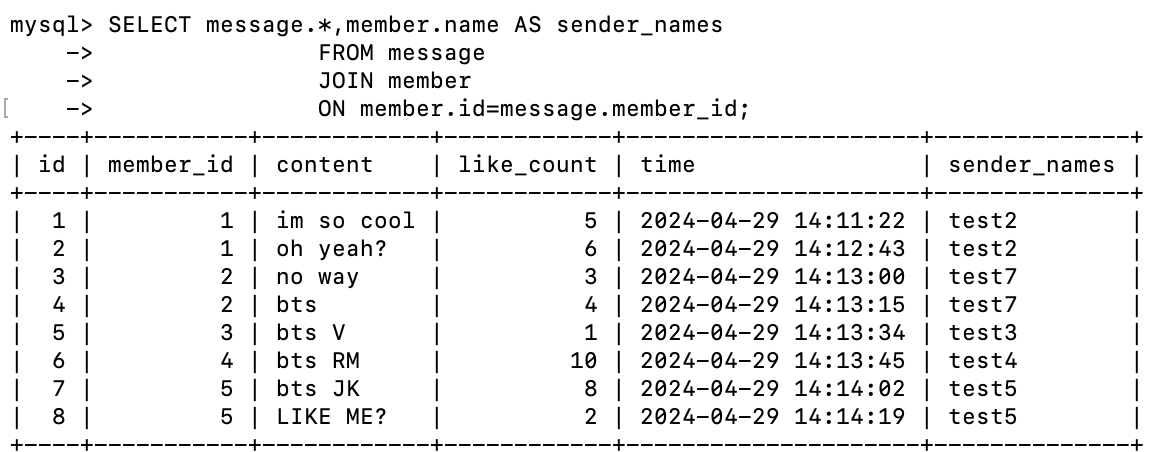 mysql> SELECT message.*,member.name AS sender_names
    ->                 FROM message
    ->                 JOIN member
[    ->                 ON member.id=message.member_id;
+----+-----------+------------+------------+---------------------+--------------+
| id | member_id | content    | like_count | time                | sender_names |
+----+-----------+------------+------------+---------------------+--------------+
|  1 |         1 | im so cool |          5 | 2024-04-29 14:11:22 | test2        |
|  2 |         1 | oh yeah?   |          6 | 2024-04-29 14:12:43 | test2        |
|  3 |         2 | no way     |          3 | 2024-04-29 14:13:00 | test7        |
|  4 |         2 | bts        |          4 | 2024-04-29 14:13:15 | test7        |
|  5 |         3 | bts V      |          1 | 2024-04-29 14:13:34 | test3        |
|  6 |         4 | bts RM     |         10 | 2024-04-29 14:13:45 | test4        |
|  7 |         5 | bts JK     |          8 | 2024-04-29 14:14:02 | test5        |
|  8 |         5 | LIKE ME?   |          2 | 2024-04-29 14:14:19 | test5        |
+----+-----------+------------+------------+---------------------+--------------+